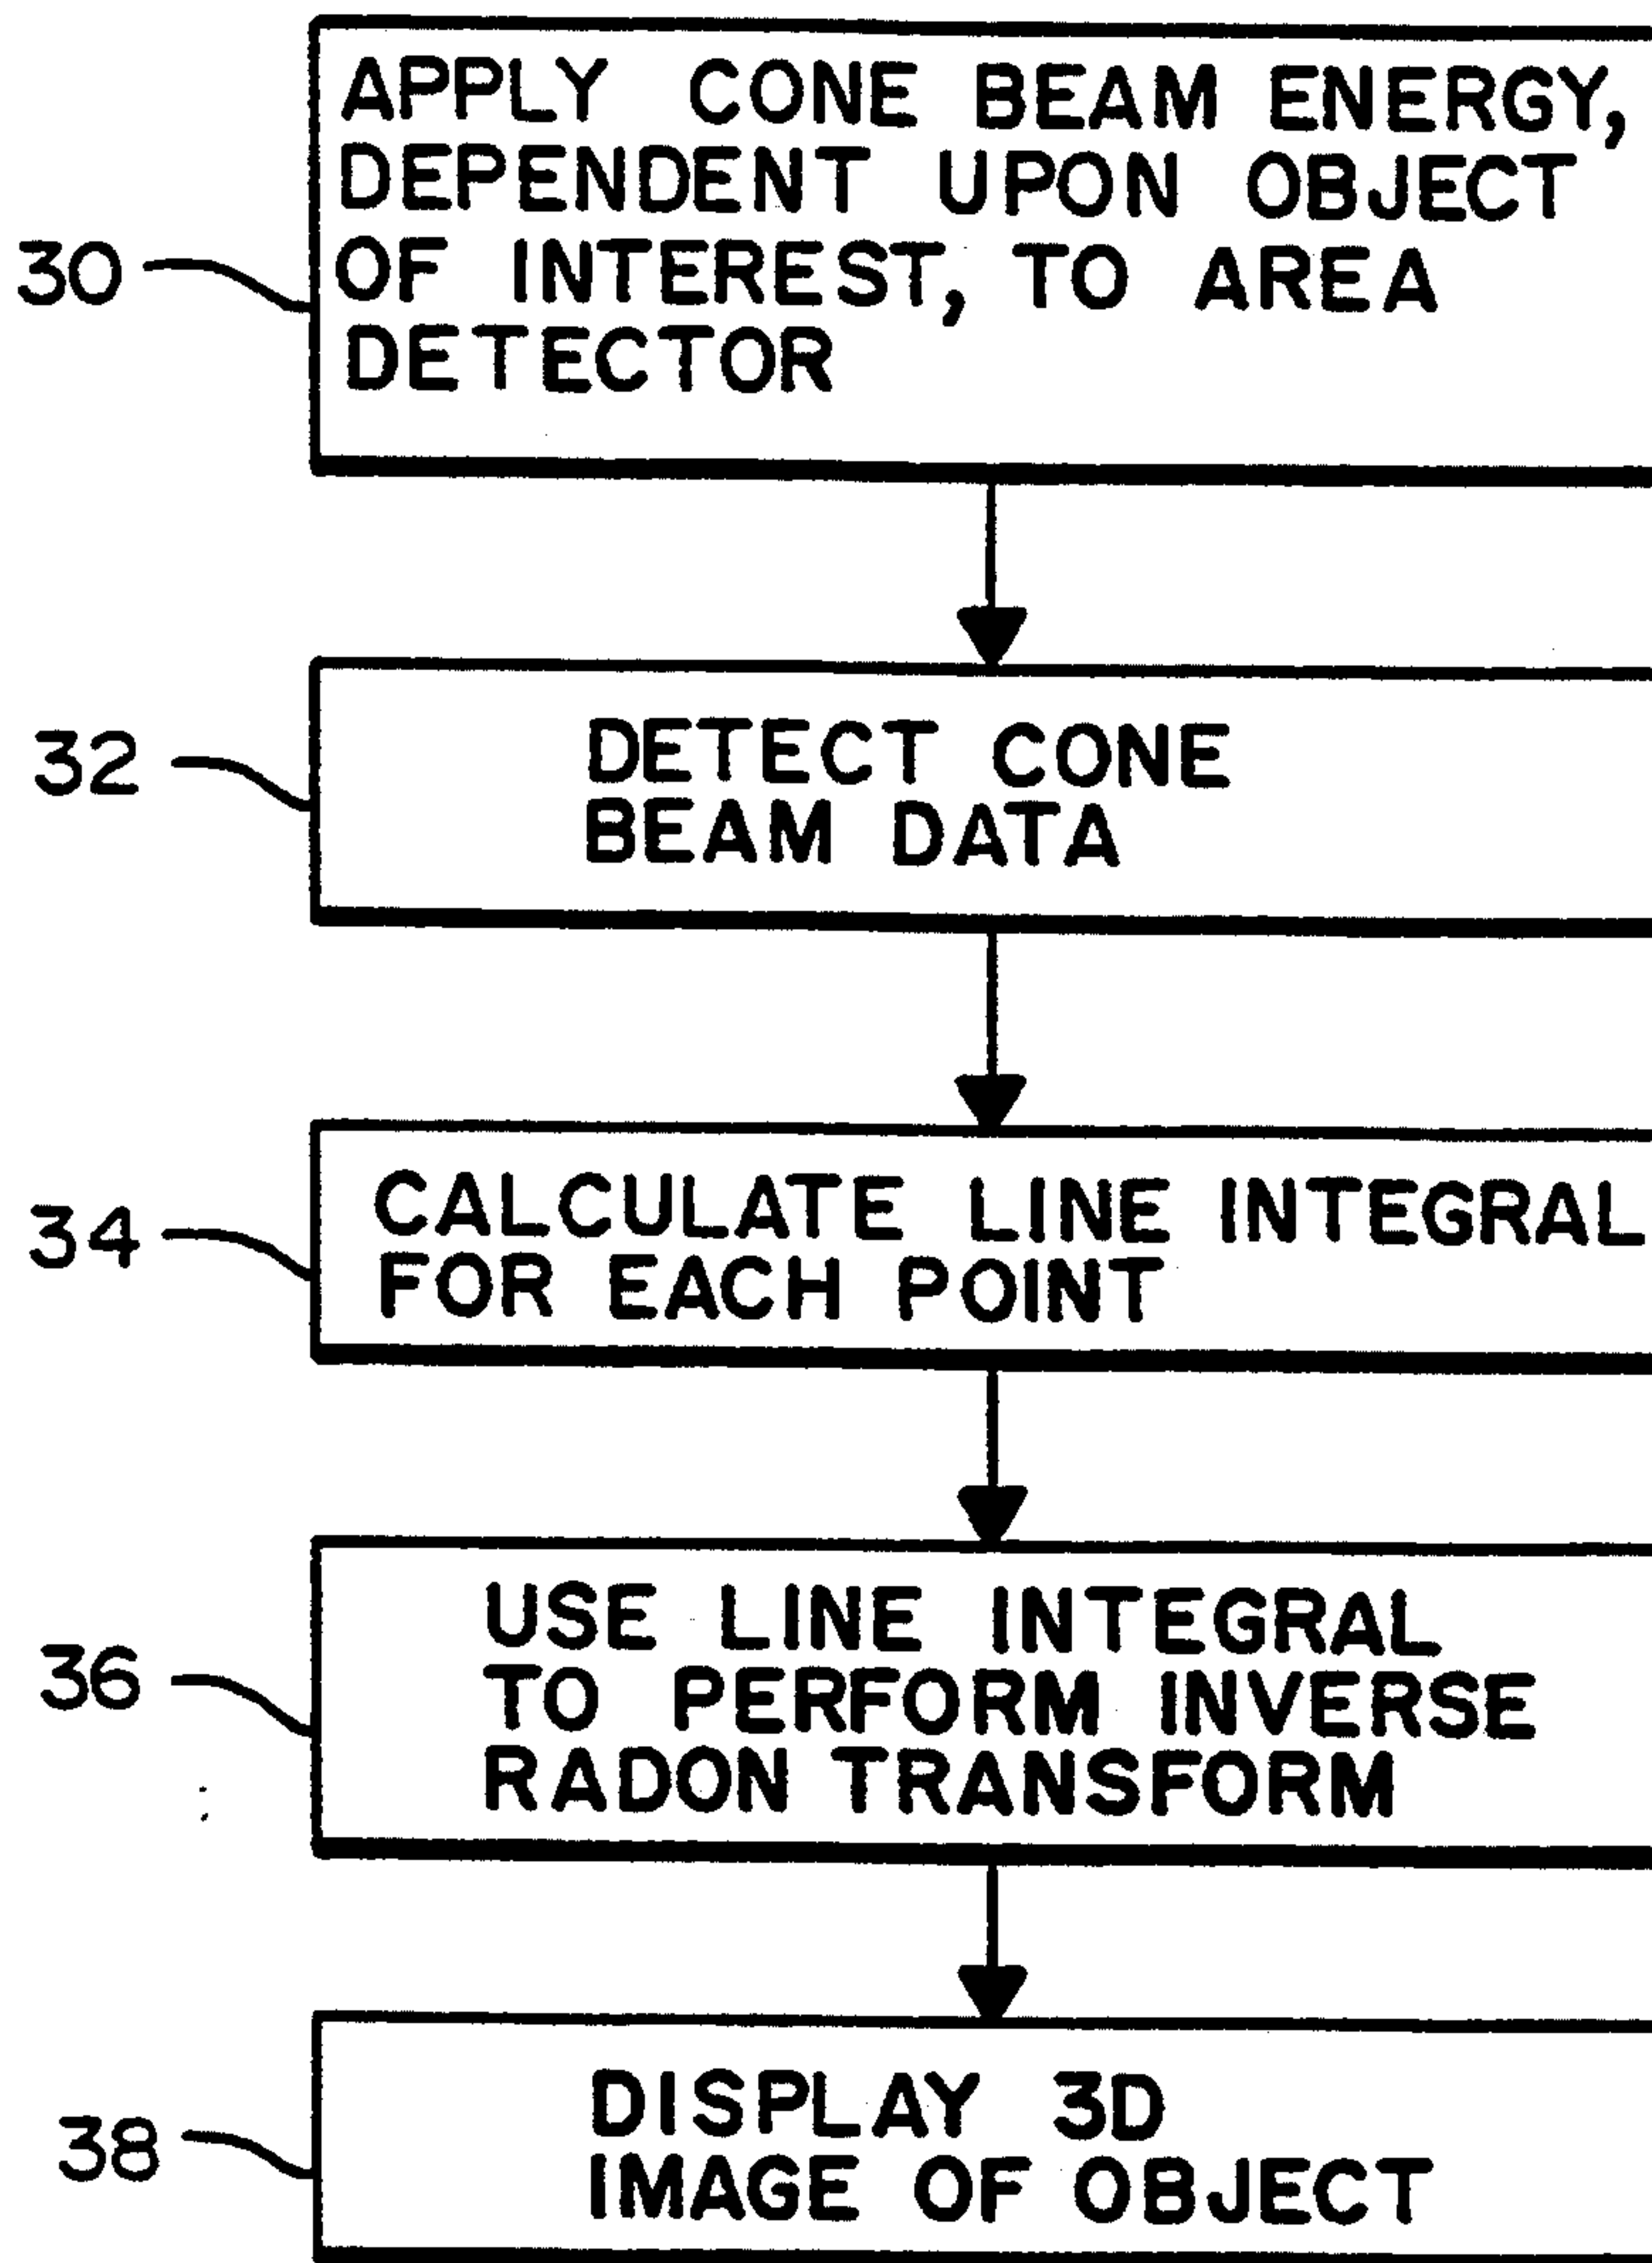 APPLY CONE BEAM ENERGY,
DEPENDENT UPON OBJECT
30
OF INTEREST, TO AREA
DETECTOR
32
DETECT CONE
BEAM DATA
34
CALCULATE LINE INTEGRAL
FOR EACH POINT
36
USE LINE INTEGRAL
TO PERFORM INVERSE
RADON TRANSFORM
38
DISPLAY 3D
IMAGE OF OBJECT